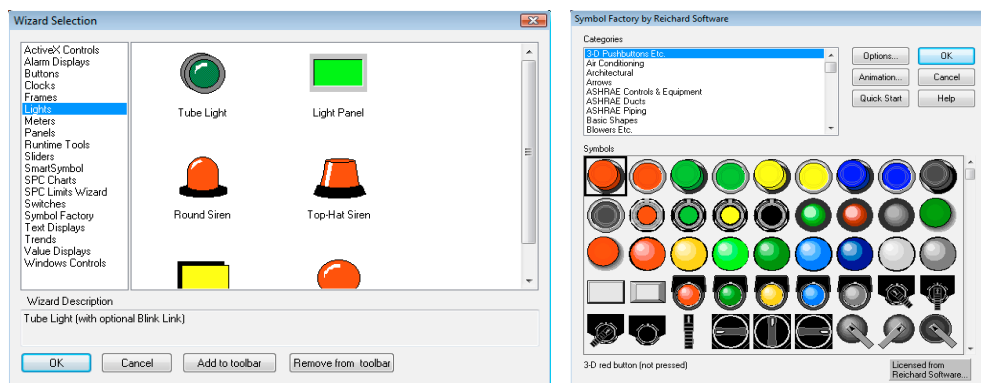 Wizard Selection
ActiveX Controls
Alarm Displays
Buttons
Clocks
Frames
Lights
Meters
Panels
Runtime Tools
Sliders
SmartSymbol
SPC Charts
SPC Limits Wizard
Switches
Symbol Factory
Text Displays
Trends
Value Displays
Windows Controls
Tube Light
Light Panel
Round Siren
Top-Hat Siren
Wizard Description
Tube Light (with optional Blink Link)
OK
Cancel
Add to toolbar
Remove from toolbar
Symbol Factory by Reichard Software
Categories
3-D Pushbuttons Etc.
Air Conditioning
Architectural
Arrows
ASHRAE Controls & Equipment
ASHRAE Ducts
ASHRAE Piping
Basic Shapes
Blowers Etc.
Options...
OK
Animation...
Cancel
Quick Start
Help
Symbols
3-D red button (not pressed)
Licensed from
Reichard Software...